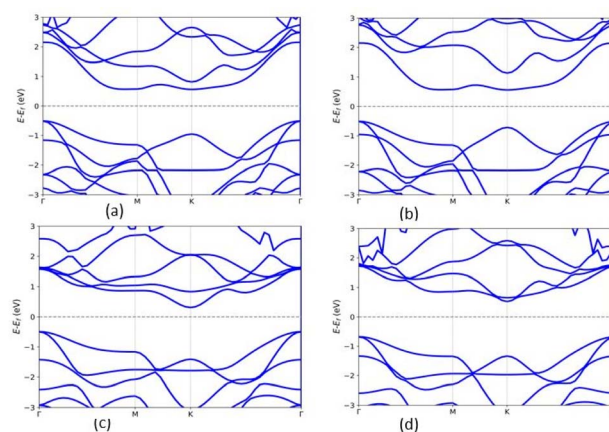 3
2
1
0
−1
−2
−3
E-E_f (eV)
Γ M K Γ
(a)
3
2
1
0
−1
−2
−3
E-E_f (eV)
Γ M K
(b)
3
2
1
0
−1
−2
−3
E-E_f (eV)
Γ M K Γ
(c)
3
2
1
0
−1
−2
−3
E-E_f (eV)
Γ M K
(d)